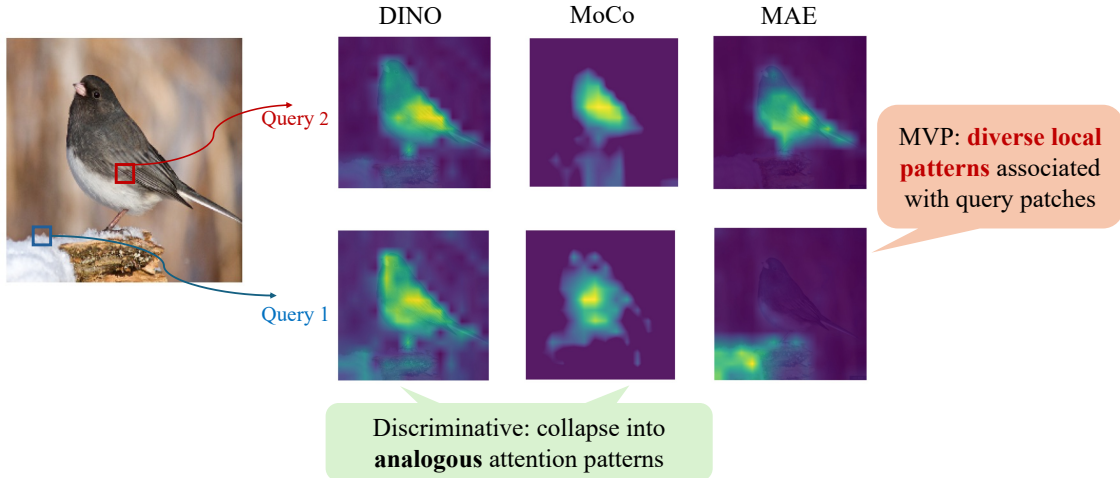 DINO
MoCo
MAE
Query 2
MVP: diverse local
patterns associated
with query patches
Query 1
Discriminative: collapse into
analogous attention patterns